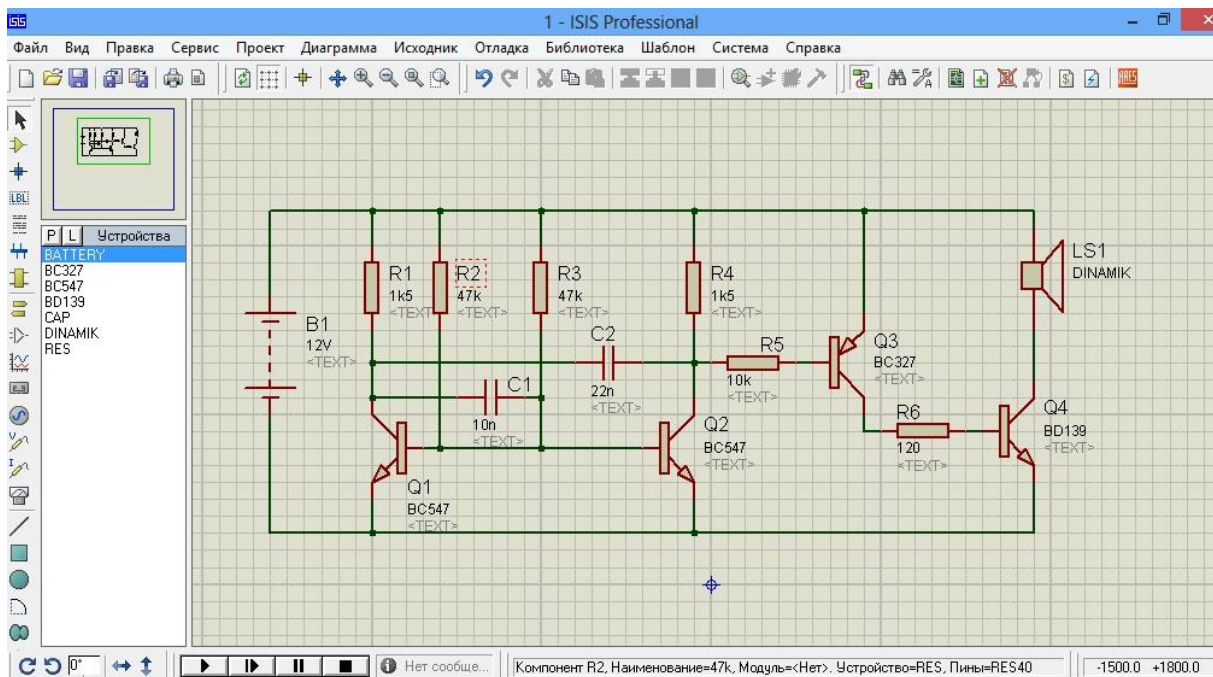 isis
1 - ISIS Professional
Файл Вид Правка Сервис Проект Диаграмма Исходник Отладка Библиотека Шаблон Система Справка
LBL
ARES
P L Устройства
BATTERY
BC327
BC547
BD139
CAP
DINAMIK
RES
B1
12V
<TEXT>
R1
1k5
<TEXT>
R2
47k
<TEXT>
R3
47k
<TEXT>
R4
1k5
<TEXT>
LS1
DINAMIK
C2
22n
<TEXT>
C1
10n
<TEXT>
R5
10k
<TEXT>
Q3
BC327
<TEXT>
R6
120
<TEXT>
Q4
BD139
<TEXT>
Q2
BC547
<TEXT>
Q1
BC547
<TEXT>
0°
Нет сообще...
Компонент R2, Наименование=47k, Модуль=<Нет>. Устройство=RES, Пины=RES40
-1500.0 +1800.0